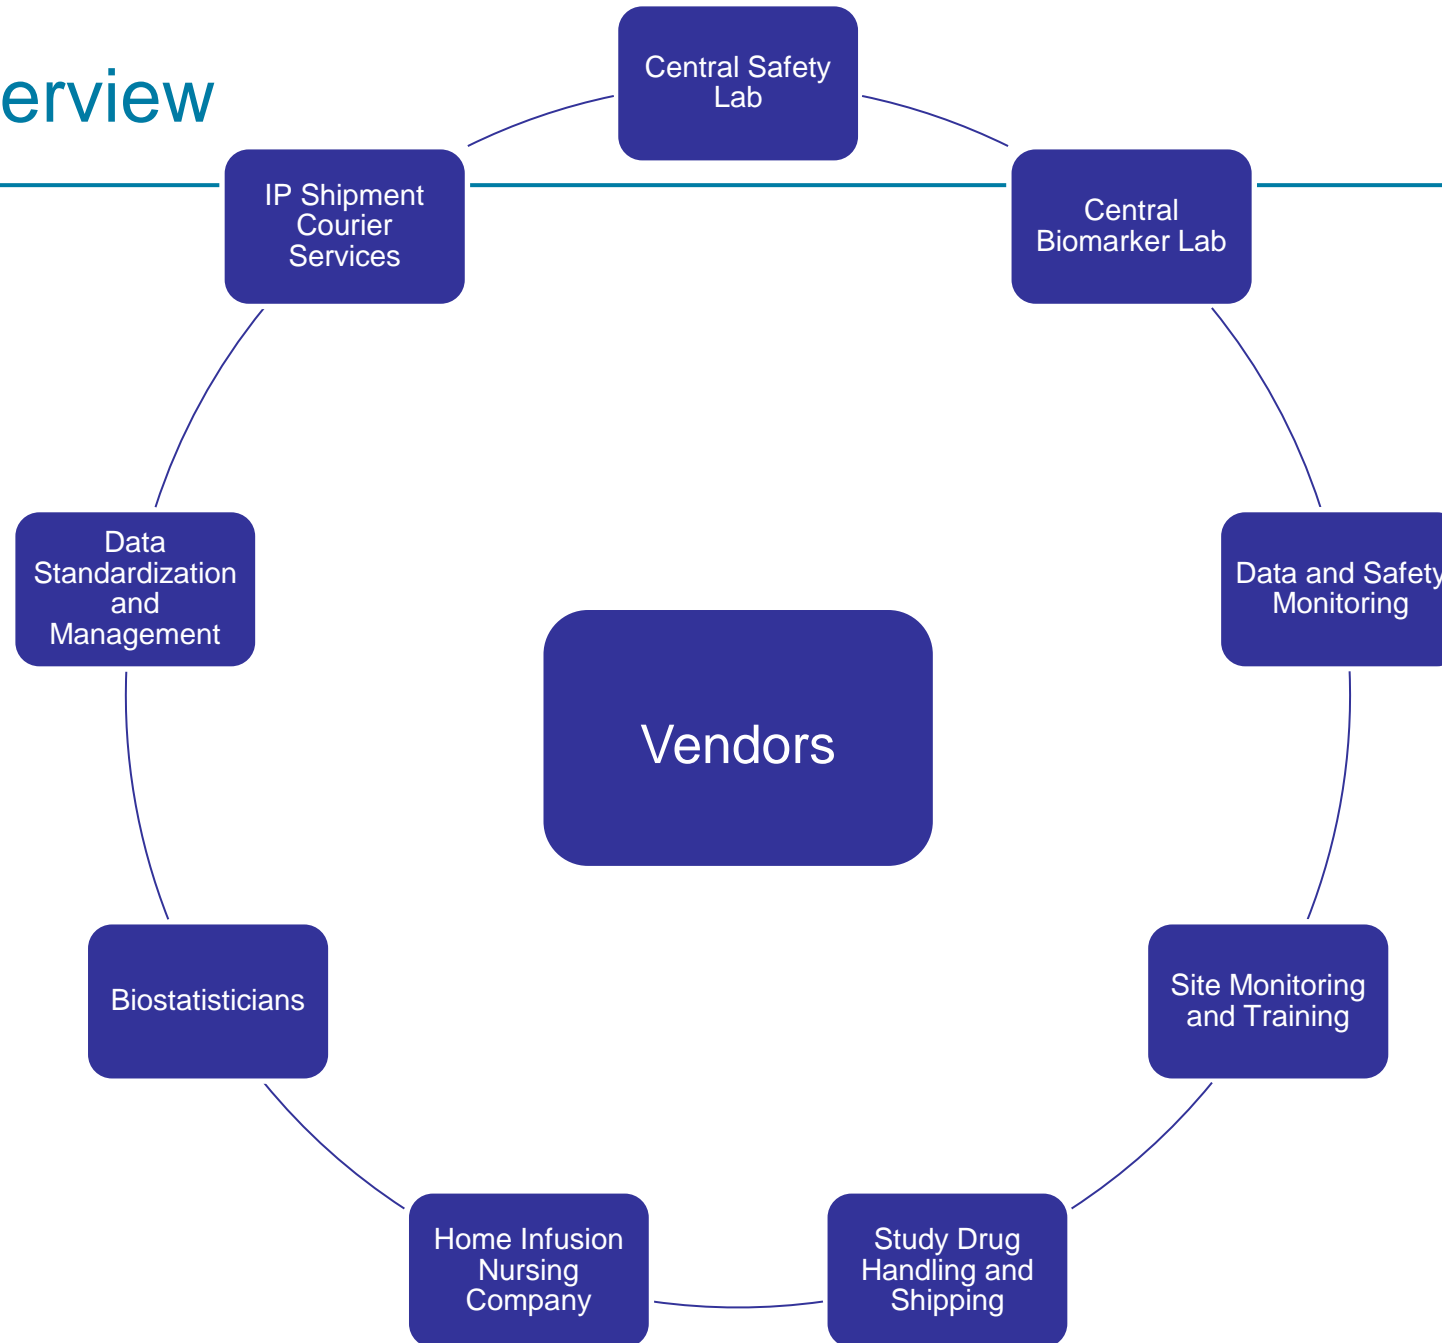 erview
Central Safety
Lab
Central
Biomarker Lab
Data and Safety
Monitoring
Site Monitoring
and Training
Study Drug
Handling and
Shipping
Home Infusion
Nursing
Company
Biostatisticians
Data
Standardization
and
Management
IP Shipment
Courier
Services
Vendors